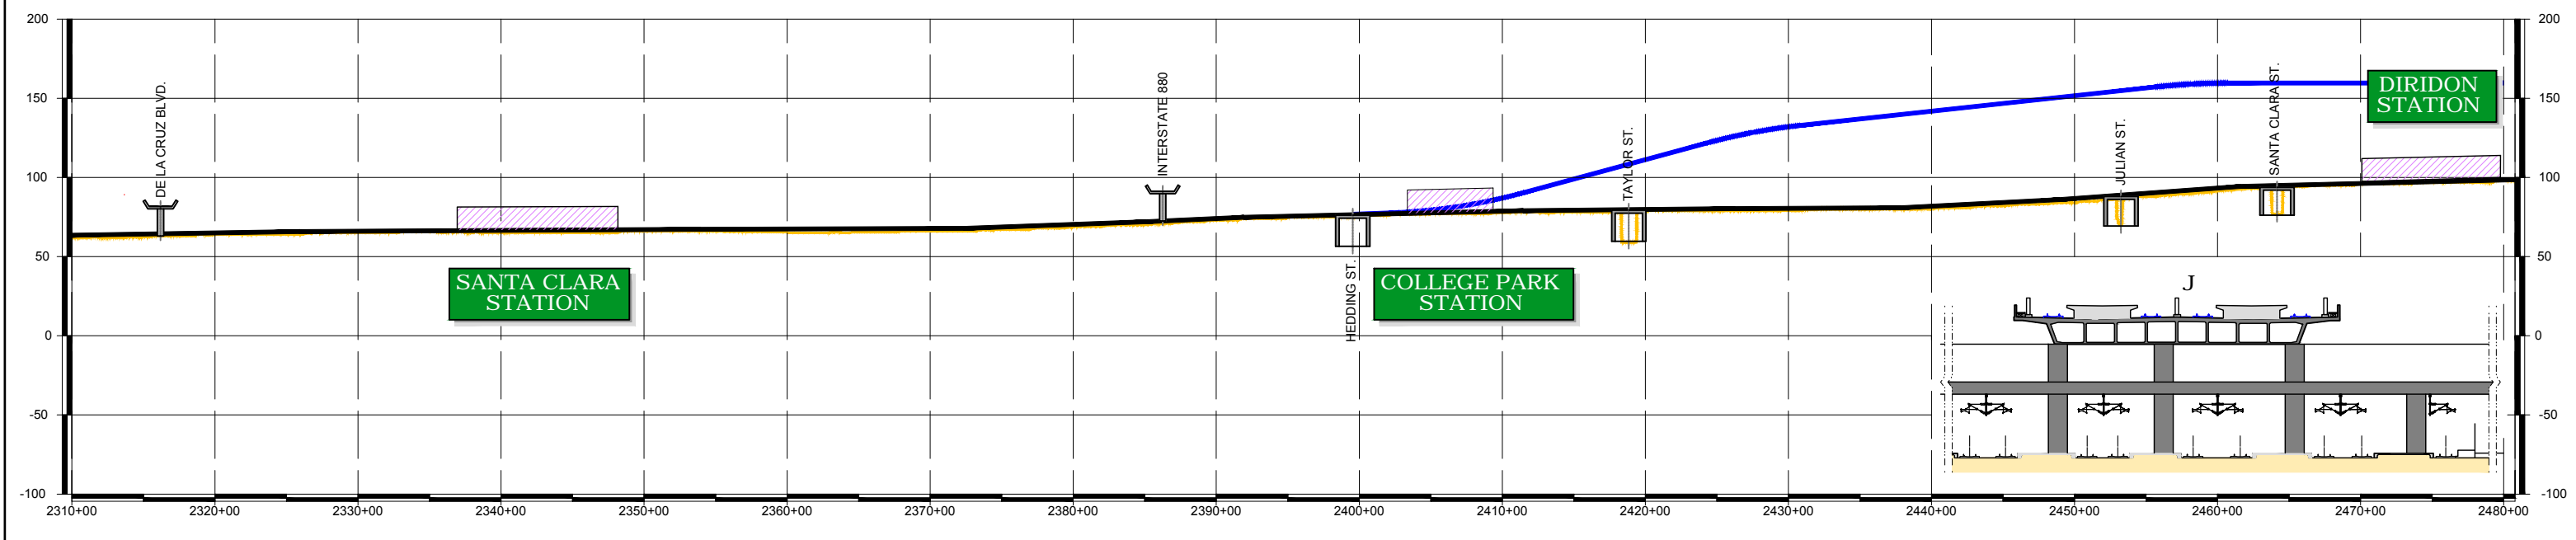 200
150
100
50
0
-50
-100
DE LA CRUZ BLVD.
SANTA CLARA
STATION
INTERSTATE 880
HEDDING ST.
COLLEGE PARK
STATION
TAYLOR ST.
JULIAN ST.
SANTA CLARA ST.
DIRIDON
STATION
J
200
150
100
50
0
-50
-100
2310+00
2320+00
2330+00
2340+00
2350+00
2360+00
2370+00
2380+00
2390+00
2400+00
2410+00
2420+00
2430+00
2440+00
2450+00
2460+00
2470+00
2480+00